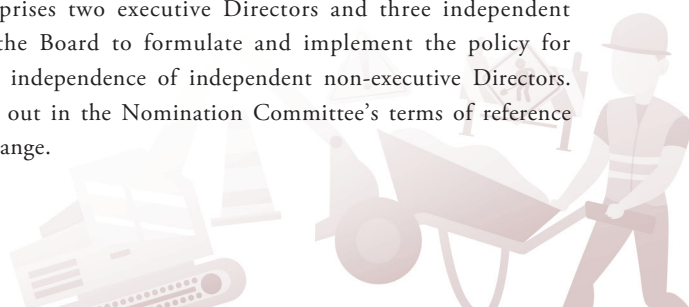 prises two executive Directors and three independent
the Board to formulate and implement the policy for
independence of independent non-executive Directors.
out in the Nomination Committee's terms of reference
ange.